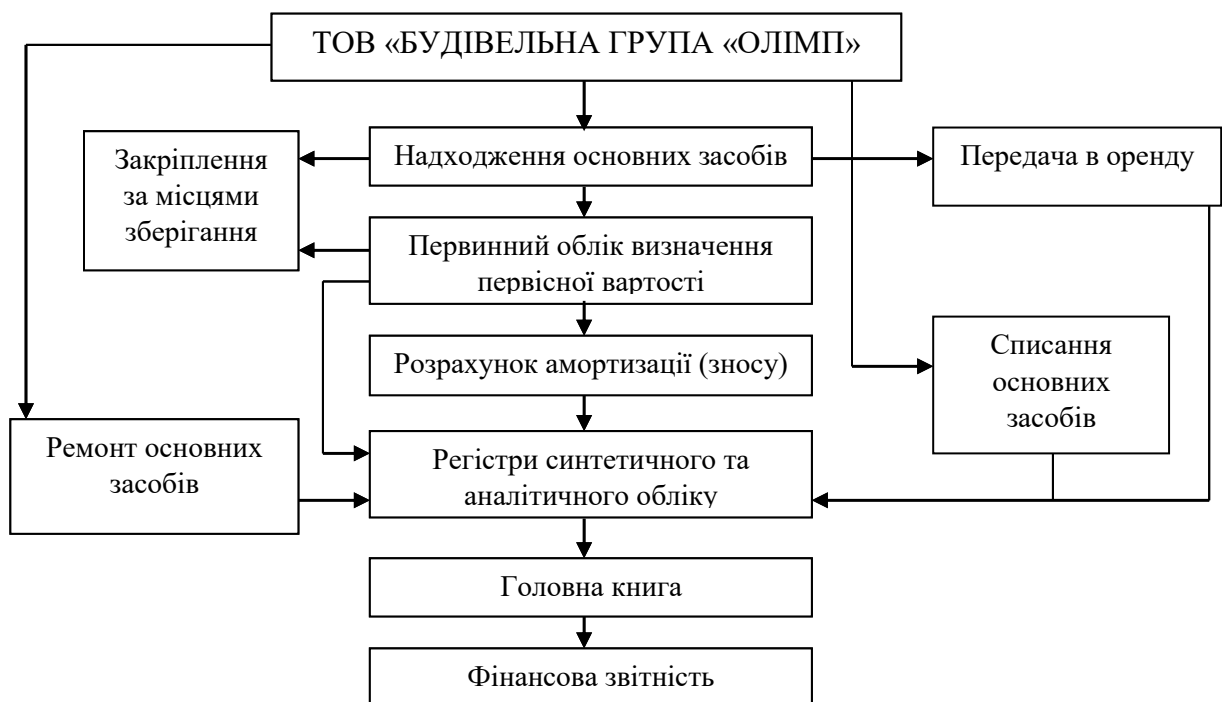 ТОВ «БУДІВЕЛЬНА ГРУПА «ОЛІМП»
Закріплення
за місцями
зберігання
Надходження основних засобів
Передача в оренду
Первинний облік визначення
первісної вартості
Розрахунок амортизації (зносу)
Списання
основних
засобів
Ремонт основних
засобів
Регістри синтетичного та
аналітичного обліку
Головна книга
Фінансова звітність